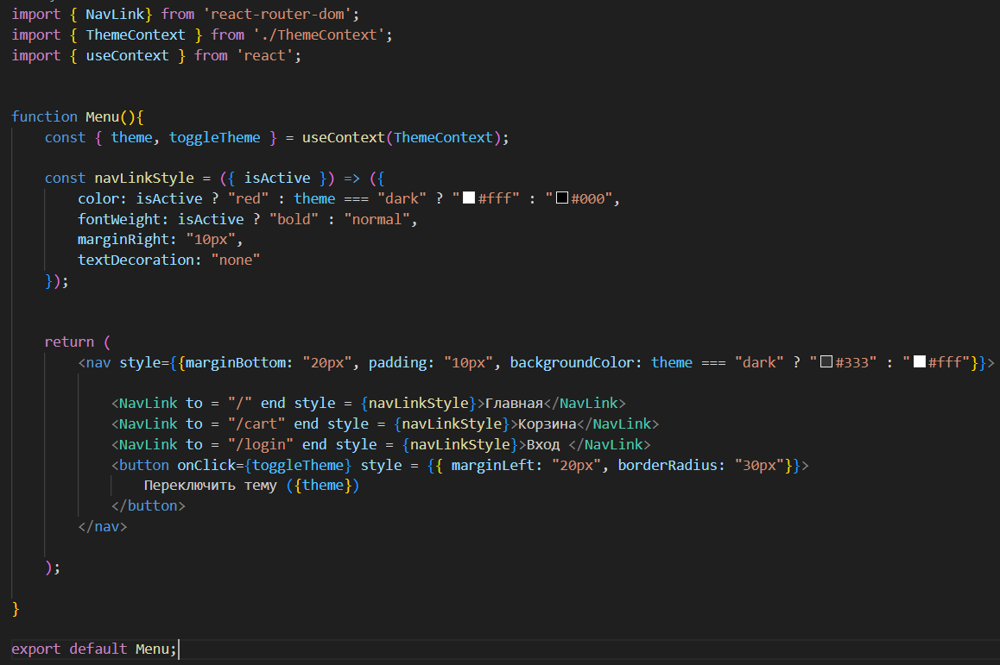 import { NavLink} from 'react-router-dom';
import { ThemeContext } from './ThemeContext';
import { useContext } from 'react';
function Menu(){
    const { theme, toggleTheme } = useContext(ThemeContext);
    const navLinkStyle = ({ isActive }) => ({
        color: isActive ? "red" : theme === "dark" ? "#fff" : "#000",
        fontWeight: isActive ? "bold" : "normal",
        marginRight: "10px",
        textDecoration: "none"
    });
    return (
        <nav style={{marginBottom: "20px", padding: "10px", backgroundColor: theme === "dark" ? "#333" : "#fff"}}>
            <NavLink to = "/" end style = {navLinkStyle}>Главная</NavLink>
            <NavLink to = "/cart" end style = {navLinkStyle}>Корзина</NavLink>
            <NavLink to = "/login" end style = {navLinkStyle}>Вход </NavLink>
            <button onClick={toggleTheme} style = {{ marginLeft: "20px", borderRadius: "30px"}}>
                Переключить тему ({theme})
            </button>
        </nav>
    );
}
export default Menu;